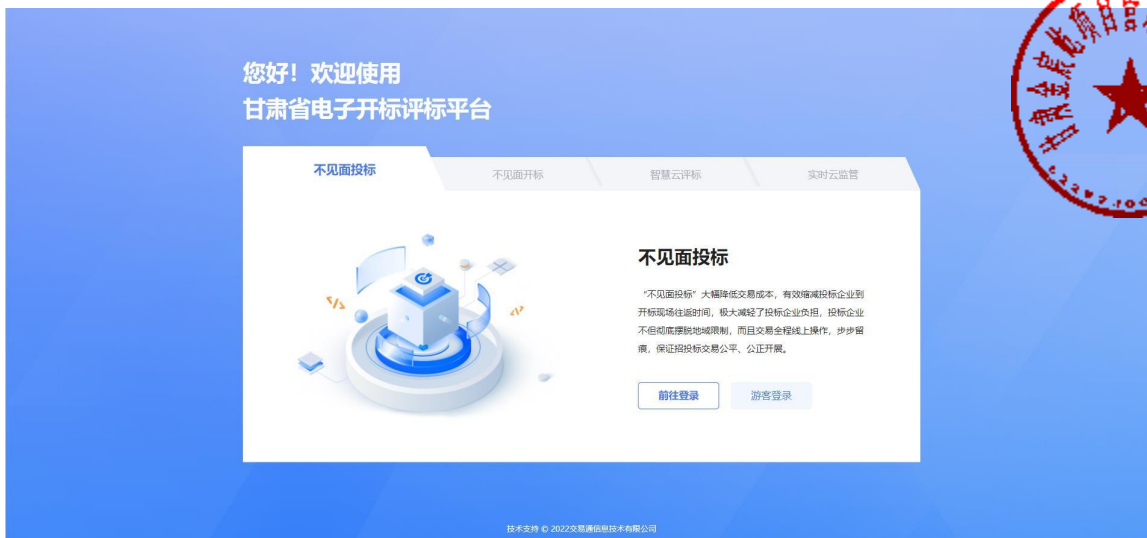 您好！欢迎使用
甘肃省电子开标评标平台
不见面投标
不见面开标
智慧云评标
实时云监管
不见面投标
“不见面投标”大幅降低交易成本，有效缩减投标企业到
开标现场往返时间，极大减轻了投标企业负担，投标企业
不但彻底摆脱地域限制，而且交易全程线上操作，步步留
痕，保证招投标交易公平、公正开展。
前往登录
游客登录
技术支持 © 2022交易通信息技术有限公司